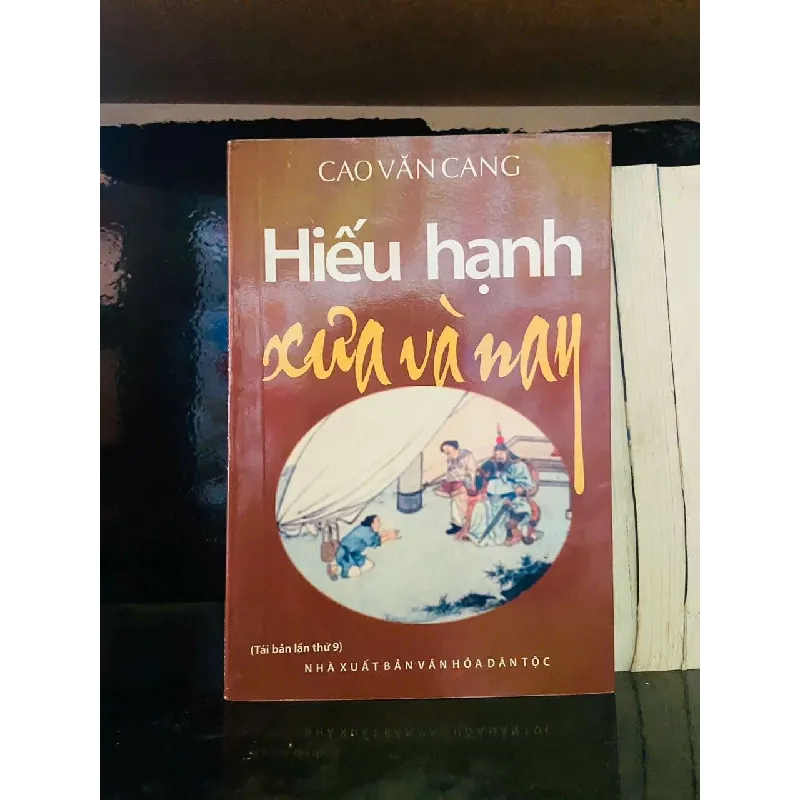 CAO VĂN CANG
Hiếu hạnh
xưa và nay
(Tái bản lần thứ 9)
NHÀ XUẤT BẢN VĂN HÓA DÂN TỘC